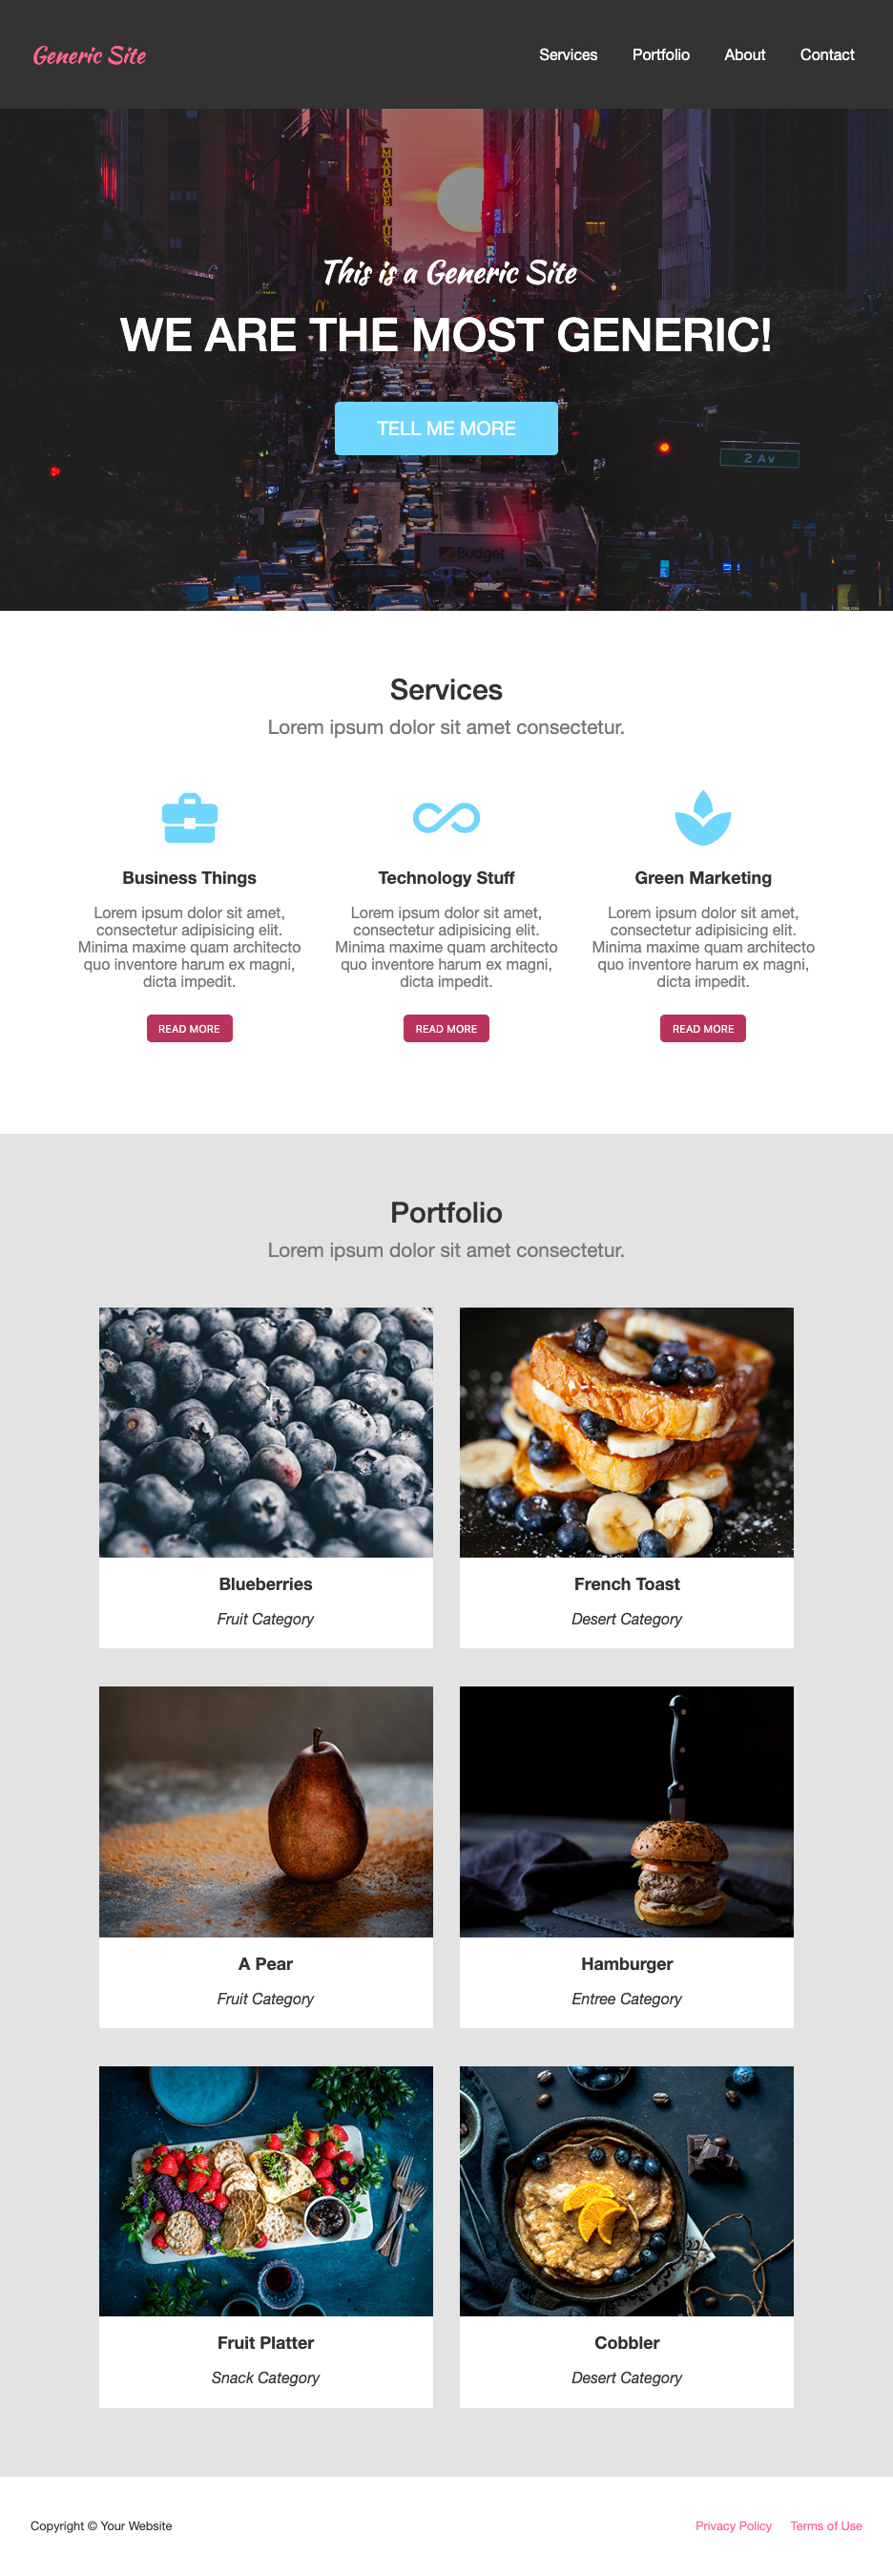 Generic Site
Services Portfolio About Contact
MADAME TUS
This is a Generic Site
WE ARE THE MOST GENERIC!
TELL ME MORE
2 Av
Budget
Services
Lorem ipsum dolor sit amet consectetur.
Business Things
Lorem ipsum dolor sit amet,
consectetur adipisicing elit.
Minima maxime quam architecto
quo inventore harum ex magni,
dicta impedit.
READ MORE
Technology Stuff
Lorem ipsum dolor sit amet,
consectetur adipisicing elit.
Minima maxime quam architecto
quo inventore harum ex magni,
dicta impedit.
READ MORE
Green Marketing
Lorem ipsum dolor sit amet,
consectetur adipisicing elit.
Minima maxime quam architecto
quo inventore harum ex magni,
dicta impedit.
READ MORE
Portfolio
Lorem ipsum dolor sit amet consectetur.
Blueberries
Fruit Category
French Toast
Desert Category
A Pear
Fruit Category
Hamburger
Entree Category
Fruit Platter
Snack Category
Cobbler
Desert Category
Copyright © Your Website
Privacy Policy Terms of Use